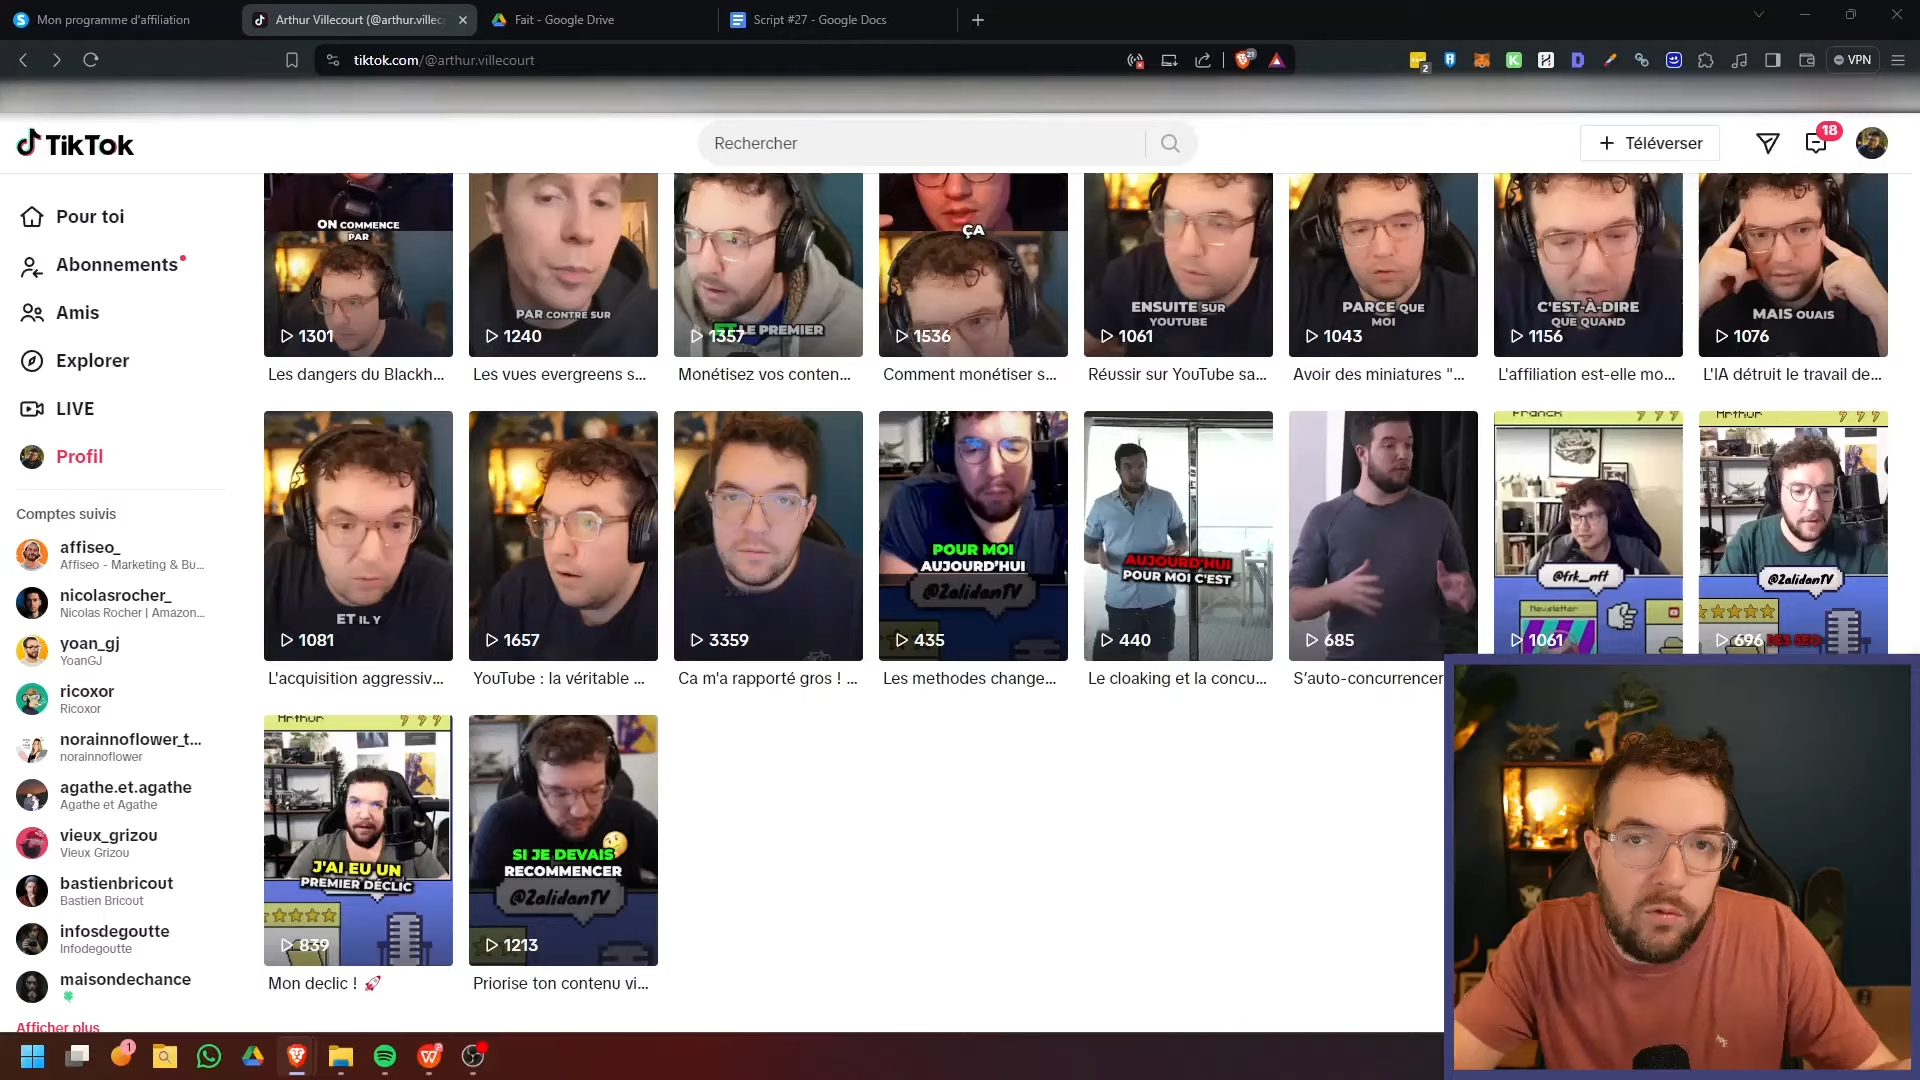 Mon programme d'affiliation
Arthur Villecourt (@arthur.villec
Fait - Google Drive
Script #27 - Google Docs
tiktok.com/@arthur.villecourt
21
2
VPN
TikTok
Rechercher
Téléverser
18
Pour toi
Abonnements
Amis
Explorer
LIVE
Profil
Comptes suivis
affiseo_
Affiseo - Marketing & Bu...
nicolasrocher_
Nicolas Rocher | Amazon...
yoan_gj
YoanGJ
ricoxor
Ricoxor
norainnoflower_t...
norainnoflower
agathe.et.agathe
Agathe et Agathe
vieux_grizou
Vieux Grizou
bastienbricout
Bastien Bricout
infosdegoutte
Infodegoutte
maisondechance
Afficher plus
ON COMMENCE
PAR
1301
Les dangers du Blackh...
PAR CONTRE SUR
1240
Les vues evergreens s...
ET LE PREMIER
1357
Monétisez vos conten...
ÇA
1536
Comment monétiser s...
ENSUITE SUR
YOUTUBE
1061
Réussir sur YouTube sa...
PARCE QUE
MOI
1043
Avoir des miniatures "...
C'EST-À-DIRE
QUE QUAND
1156
L'affiliation est-elle mo...
MAIS OUAIS
1076
L'IA détruit le travail de...
ET IL Y
1081
L'acquisition aggressiv...
1657
YouTube : la véritable ...
3359
Ca m'a rapporté gros ! ...
POUR MOI
AUJOURD'HUI
@ZalidanTV
435
Les methodes change...
AUJOURD'HUI
POUR MOI C'EST
440
Le cloaking et la concu...
685
S'auto-concurrencer
Franck
@frk_nft
Newsletter
1061
Arthur
@ZalidanTV
696
DES SEO
Arthur
J'AI EU UN
PREMIER DÉCLIC
839
Mon declic ! 🚀
SI JE DEVAIS
RECOMMENCER
@ZalidanTV
1213
Priorise ton contenu vi...
1